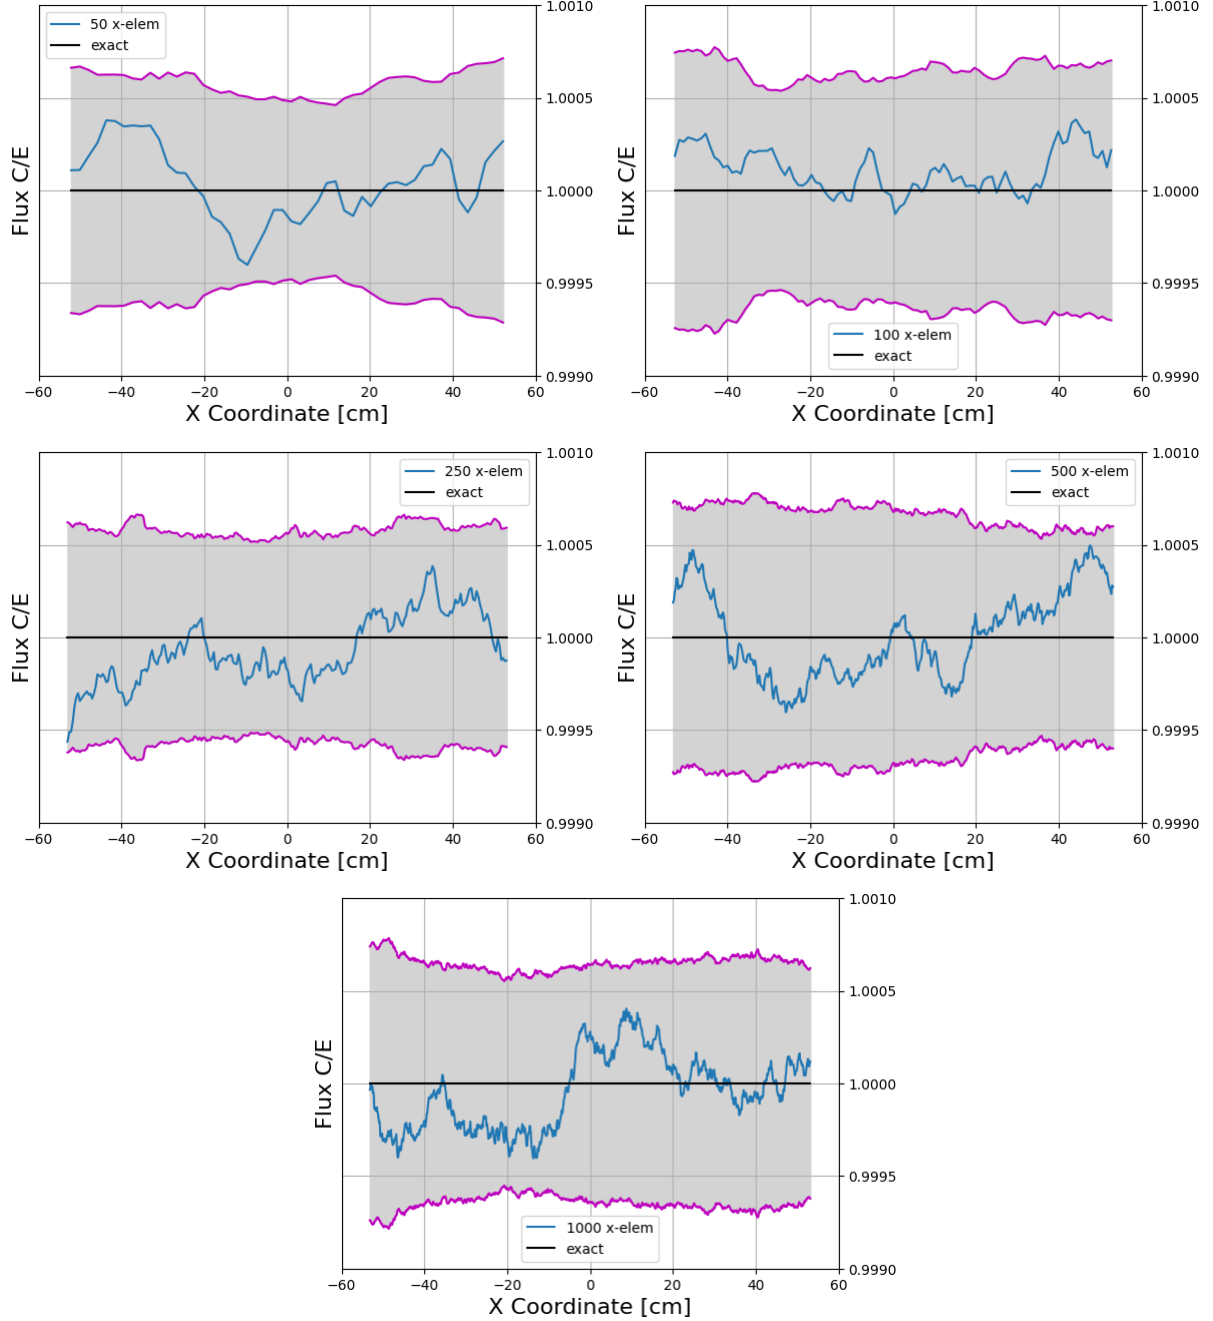 50 x-elem
exact
Flux C/E
1.0010
1.0005
1.0000
0.9995
0.9990
−60 −40 −20 0 20 40 60
X Coordinate [cm]
100 x-elem
exact
Flux C/E
1.0010
1.0005
1.0000
0.9995
0.9990
−60 −40 −20 0 20 40 60
X Coordinate [cm]
250 x-elem
exact
Flux C/E
1.0010
1.0005
1.0000
0.9995
0.9990
−60 −40 −20 0 20 40 60
X Coordinate [cm]
500 x-elem
exact
Flux C/E
1.0010
1.0005
1.0000
0.9995
0.9990
−60 −40 −20 0 20 40 60
X Coordinate [cm]
1000 x-elem
exact
Flux C/E
1.0010
1.0005
1.0000
0.9995
0.9990
−60 −40 −20 0 20 40 60
X Coordinate [cm]